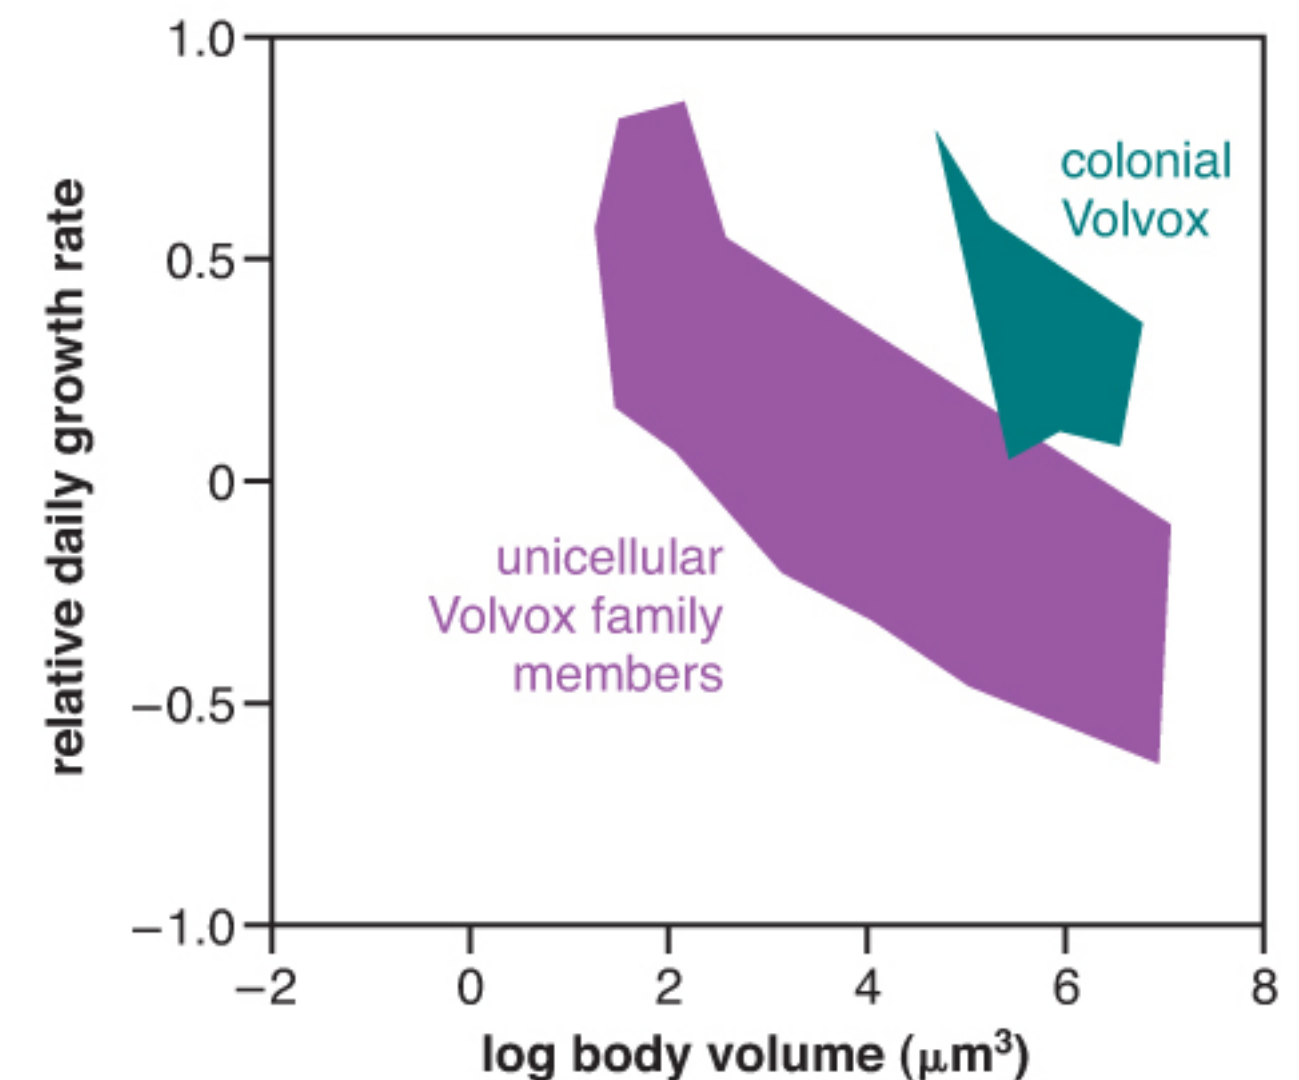 1.0
0.5
0
−0.5
−1.0
relative daily growth rate
colonial
Volvox
unicellular
Volvox family
members
−2 0 2 4 6 8
log body volume (μm³)